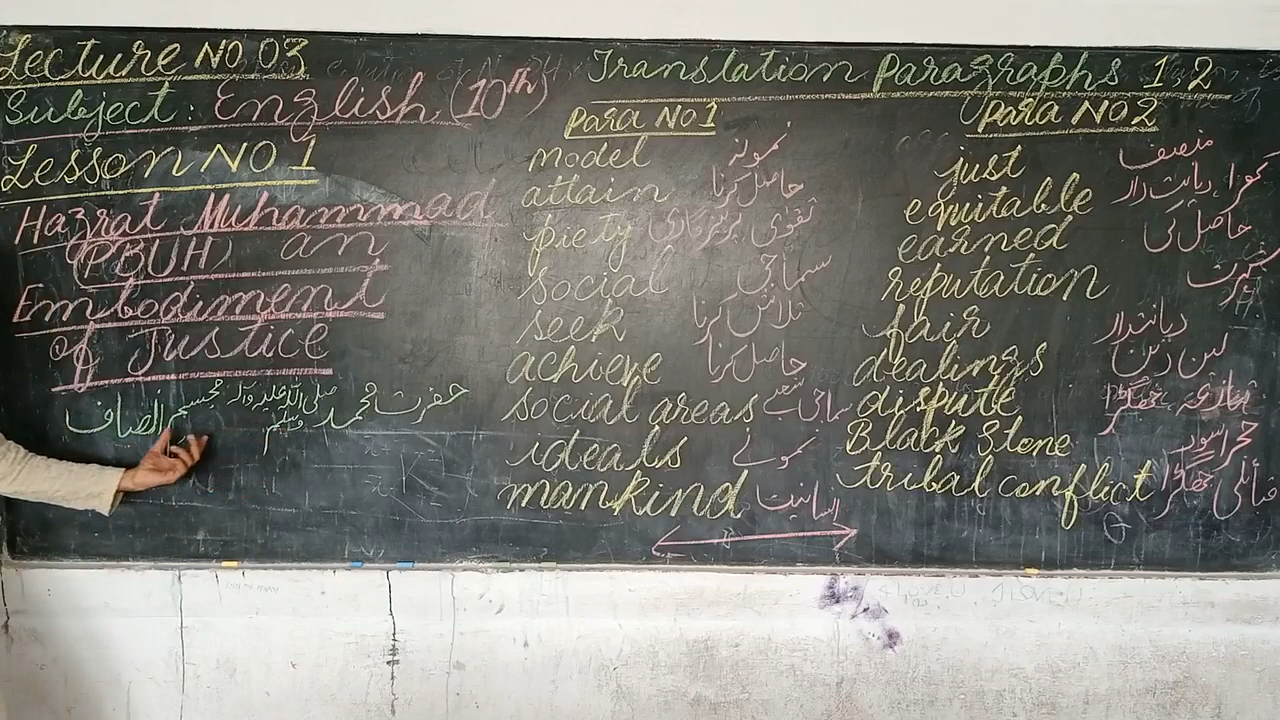 Lecture NO 03
Subject: English, (10th)
Lesson NO 1
Hazrat Muhammad
(PBUH) an
Embodiment
of Justice
حضرت محمد صلی اللہ علیہ وآلہ وسلم مجسم انصاف
Translation Paragraphs 1 2
Para NO 1
model نمونہ
attain حاصل کرنا
piety تقوی پرہیزگاری
social سماجی
seek تلاش کرنا
achieve حاصل کرنا
social areas سماجی شعبے
ideals نمونے
mankind انسانیت
Para NO 2
just منصف
equitable کھرا دیانت دار
earned حاصل کی
reputation شہرت
fair دیانتدار
dealings لین دین
dispute تنازعہ جھگڑا
Black Stone حجر اسود
tribal conflict قبائلی جھگڑا